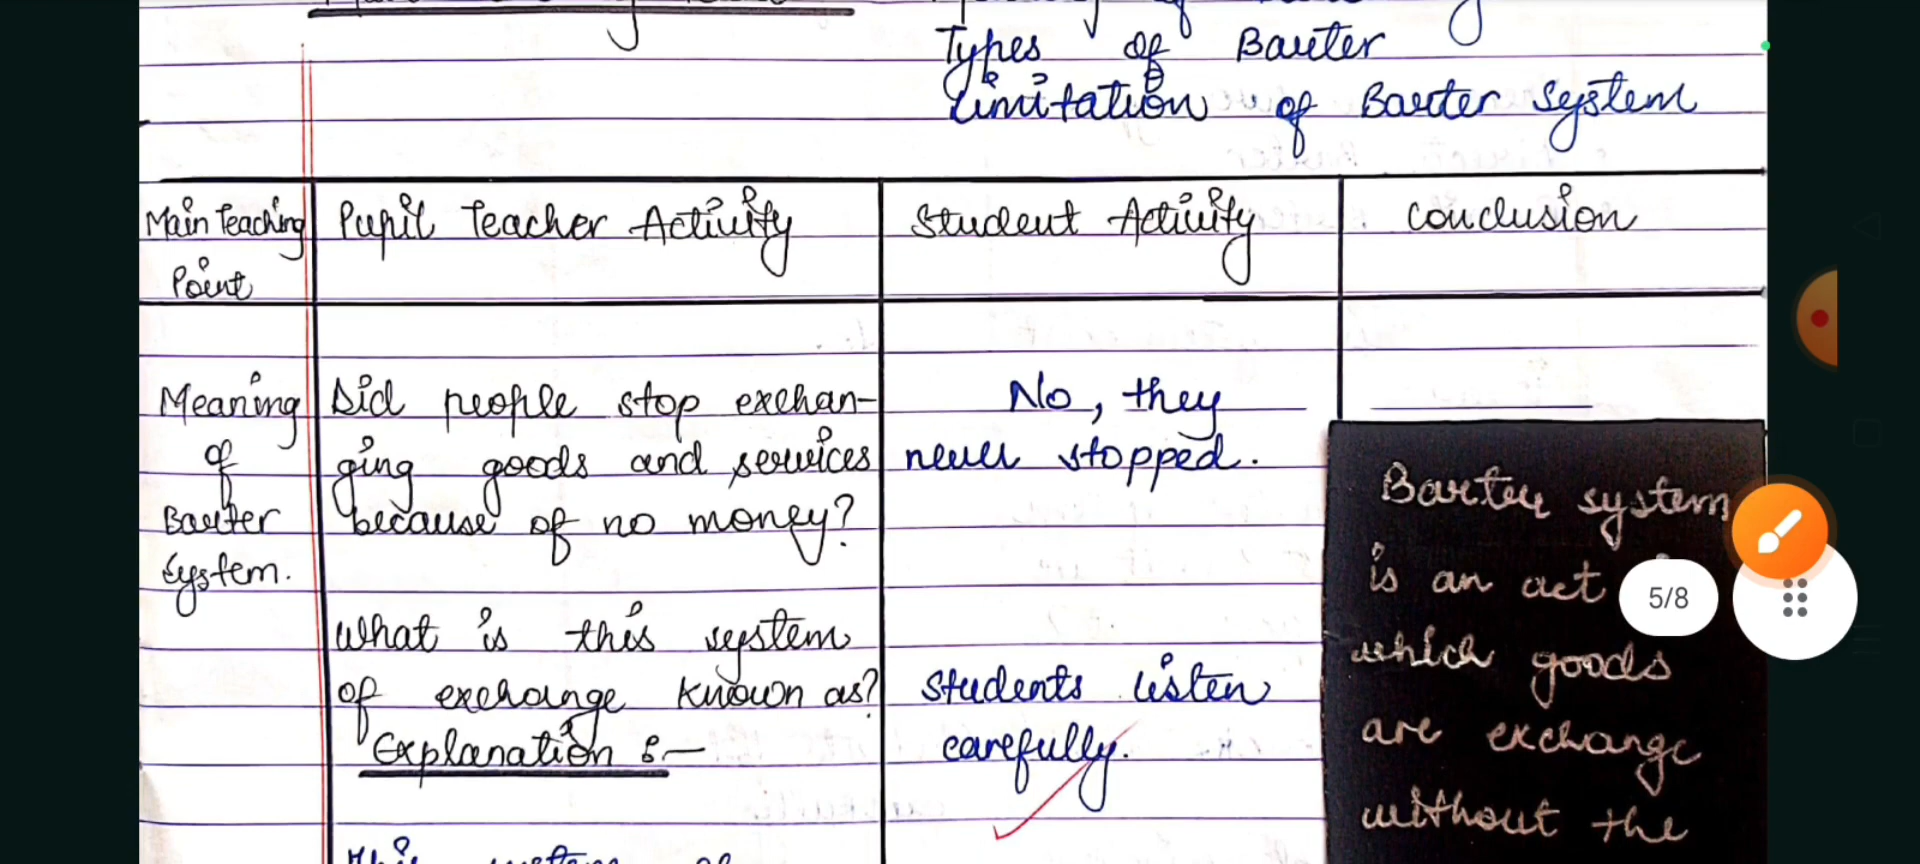 Types of Barter
Limitation of Barter System
Main Teaching Point
Pupil Teacher Activity
Student Activity
Conclusion
Meaning
of
Barter
System.
Did people stop exchan-
ging goods and services
because of no money?
What is this system
of exchange known as?
Explanation :—
No, they
never stopped.
Students listen
carefully.
Barter system
is an act
which goods
are exchange
without the
5/8